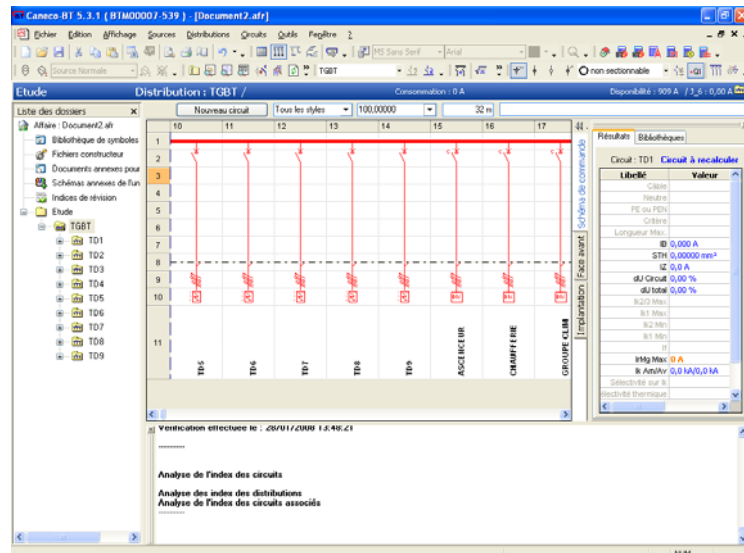 Caneco-BT 5.3.1 ( BTM00007-539 ) - [Document2.afr]
Fichier Edition Affichage Sources Distributions Circuits Outils Fenêtre ?
MS Sans Serif Arial
Source Normale TGBT non sectionnable
Etude Distribution : TGBT / Consommation : 0 A Disponibilité : 909 A / J_6 : 0,00 A
Liste des dossiers x
Nouveau circuit Tous les styles 100,00000 32 m
Affaire : Document2.afr
Bibliothèque de symboles
Fichiers constructeur
Documents annexes pour
Schémas annexes de l'un
Indices de révision
Etude
TGBT
TD1
TD2
TD3
TD4
TD5
TD6
TD7
TD8
TD9
10 11 12 13 14 15 16 17
1
2
3
4
5
6
7
8
9
10
11
TD5
TD6
TD7
TD8
TD9
ASCENCEUR
CHAUFFERIE
GROUPE CLIM
Schéma de commande
Face avant
Implantation
Résultats Bibliothèques
Circuit : TD1 Circuit à recalculer
Libellé Valeur
Câble
Neutre
PE ou PEN
Critère
Longueur Max.
IB 0,000 A
STH 0,00000 mm²
IZ 0,0 A
dU Circuit 0,00 %
dU total 0,00 %
Ik2/3 Max
Ik1 Max
Ik2 Min
Ik1 Min
If
IrMg Max 0 A
Ik Am/Av 0,0 kA/0,0 kA
Sélectivité sur Ik
électivité thermique
Vérification effectuée le : 28/01/2008 13:48:21
----------
Analyse de l'index des circuits
Analyse des index des distributions
Analyse de l'index des circuits associés
----------
NUM